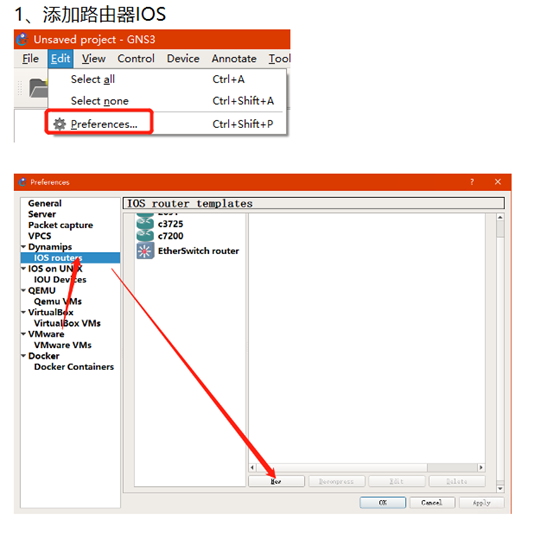 1、添加路由器IOS
Unsaved project - GNS3
File Edit View Control Device Annotate Tool
Select all Ctrl+A
Select none Ctrl+Shift+A
Preferences... Ctrl+Shift+P
Preferences
General
Server
Packet capture
VPCS
Dynamips
IOS routers
IOS on UNIX
IOU Devices
QEMU
Qemu VMs
VirtualBox
VirtualBox VMs
VMware
VMware VMs
Docker
Docker Containers
IOS router templates
c3725
c7200
EtherSwitch router
New Decompress Edit Delete
OK Cancel Apply